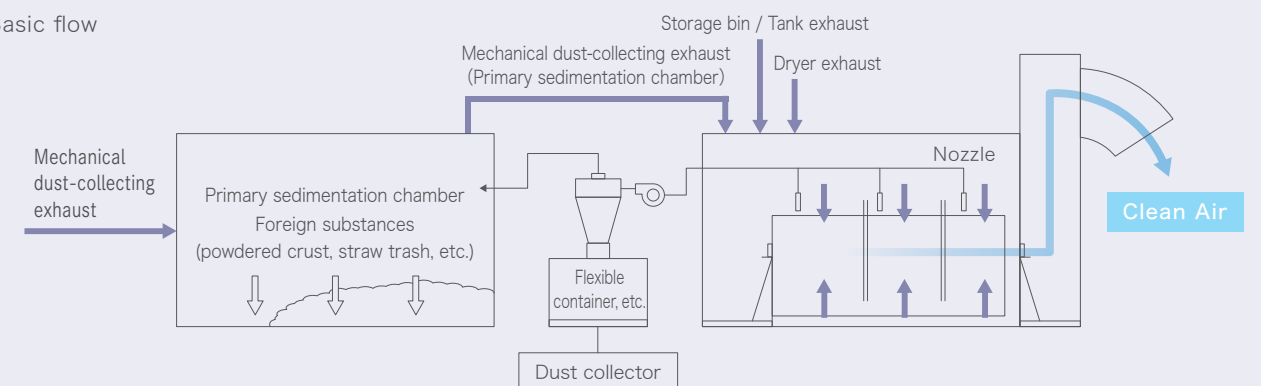 asic flow
Storage bin / Tank exhaust
Mechanical dust-collecting exhaust
(Primary sedimentation chamber)
Dryer exhaust
Mechanical
dust-collecting
exhaust
Primary sedimentation chamber
Foreign substances
(powdered crust, straw trash, etc.)
Nozzle
Clean Air
Flexible
container, etc.
Dust collector